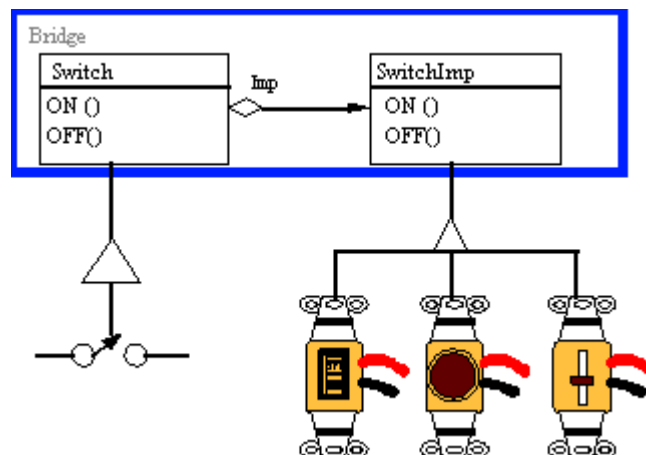 Bridge
Switch
ON ()
OFF()
Imp
SwitchImp
ON ()
OFF()